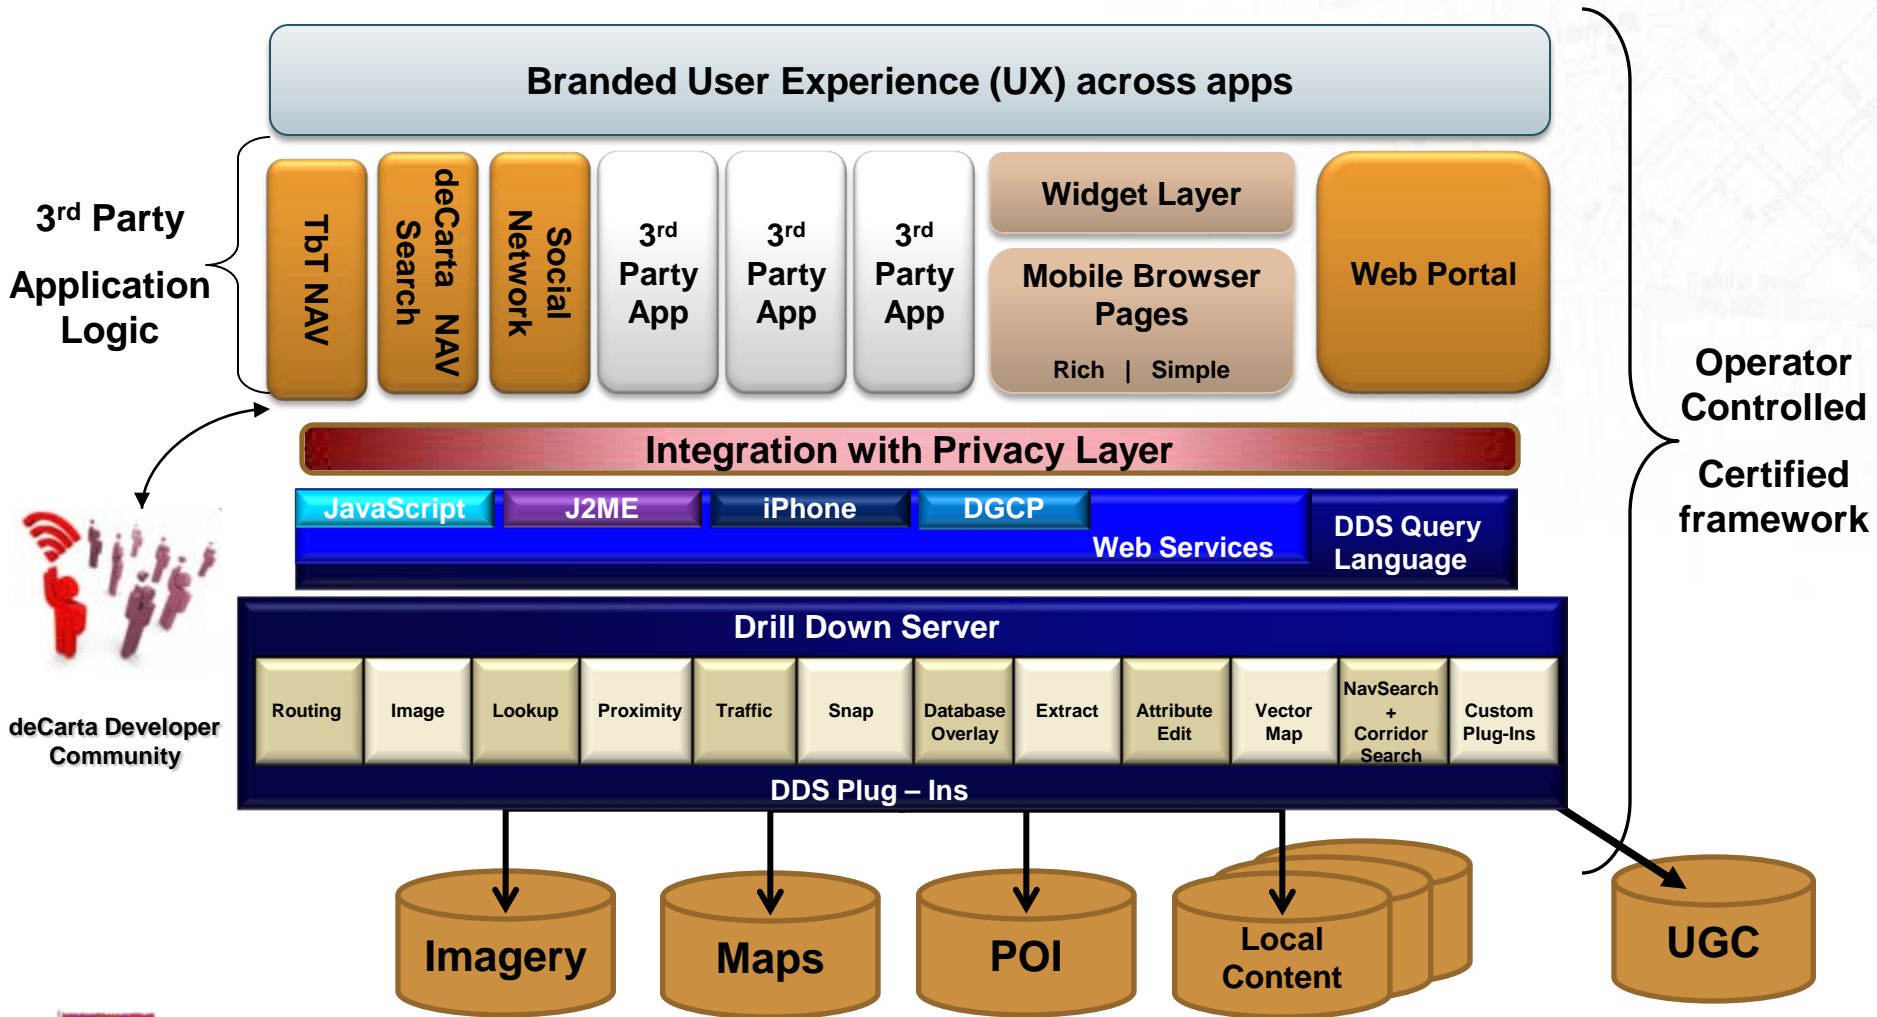 Branded User Experience (UX) across apps
3rd Party
Application
Logic
TbT NAV
deCarta NAV
Search
Social
Network
3rd
Party
App
3rd
Party
App
3rd
Party
App
Widget Layer
Mobile Browser
Pages
Rich | Simple
Web Portal
Operator
Controlled
Certified
framework
Integration with Privacy Layer
JavaScript
J2ME
iPhone
DGCP
Web Services
DDS Query
Language
deCarta Developer
Community
Drill Down Server
Routing
Image
Lookup
Proximity
Traffic
Snap
Database
Overlay
Extract
Attribute
Edit
Vector
Map
NavSearch
+
Corridor
Search
Custom
Plug-Ins
DDS Plug – Ins
Imagery
Maps
POI
Local
Content
UGC